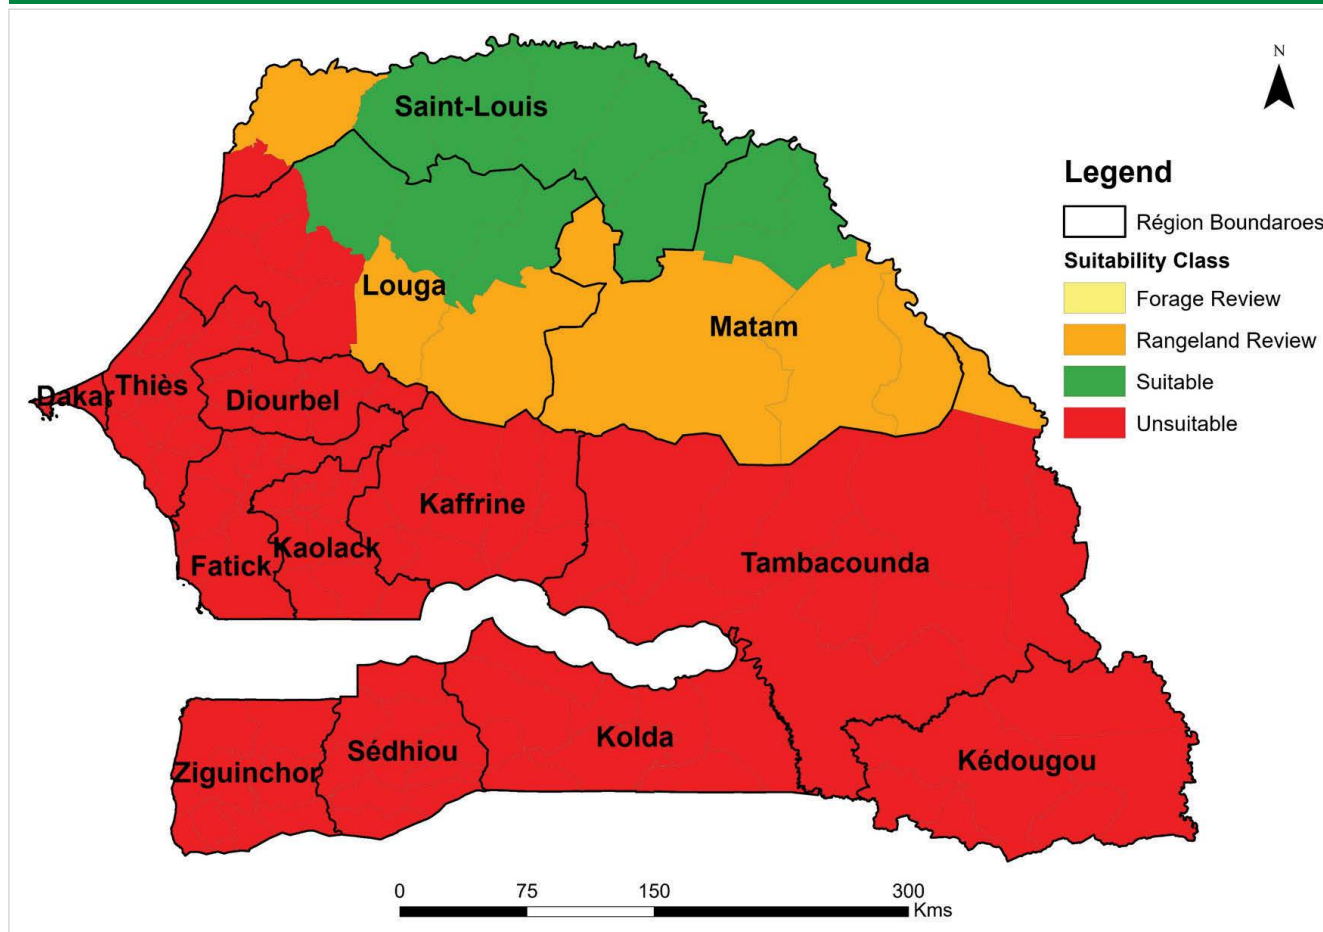 N
Saint-Louis
Louga
Matam
Dakar
Thiès
Diourbel
Kaffrine
Fatick
Kaolack
Tambacounda
Ziguinchor
Sédhiou
Kolda
Kédougou
Legend
Région Boundaroes
Suitability Class
Forage Review
Rangeland Review
Suitable
Unsuitable
0 75 150 300
Kms